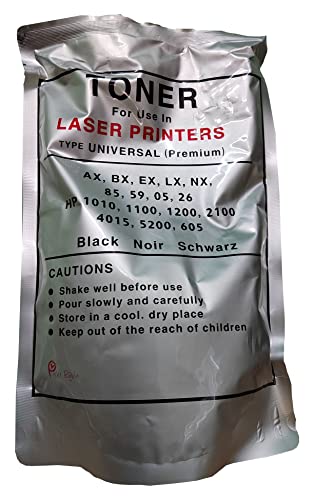 TONER
For Use In
LASER PRINTERS
TYPE UNIVERSAL (Premium)
AX, BX, EX, LX, NX,
85, 59, 05, 26
HP 1010, 1100, 1200, 2100
4015, 5200, 605
Black Noir Schwarz
CAUTIONS
● Shake well before use
● Pour slowly and carefully
● Store in a cool. dry place
● Keep out of the reach of children